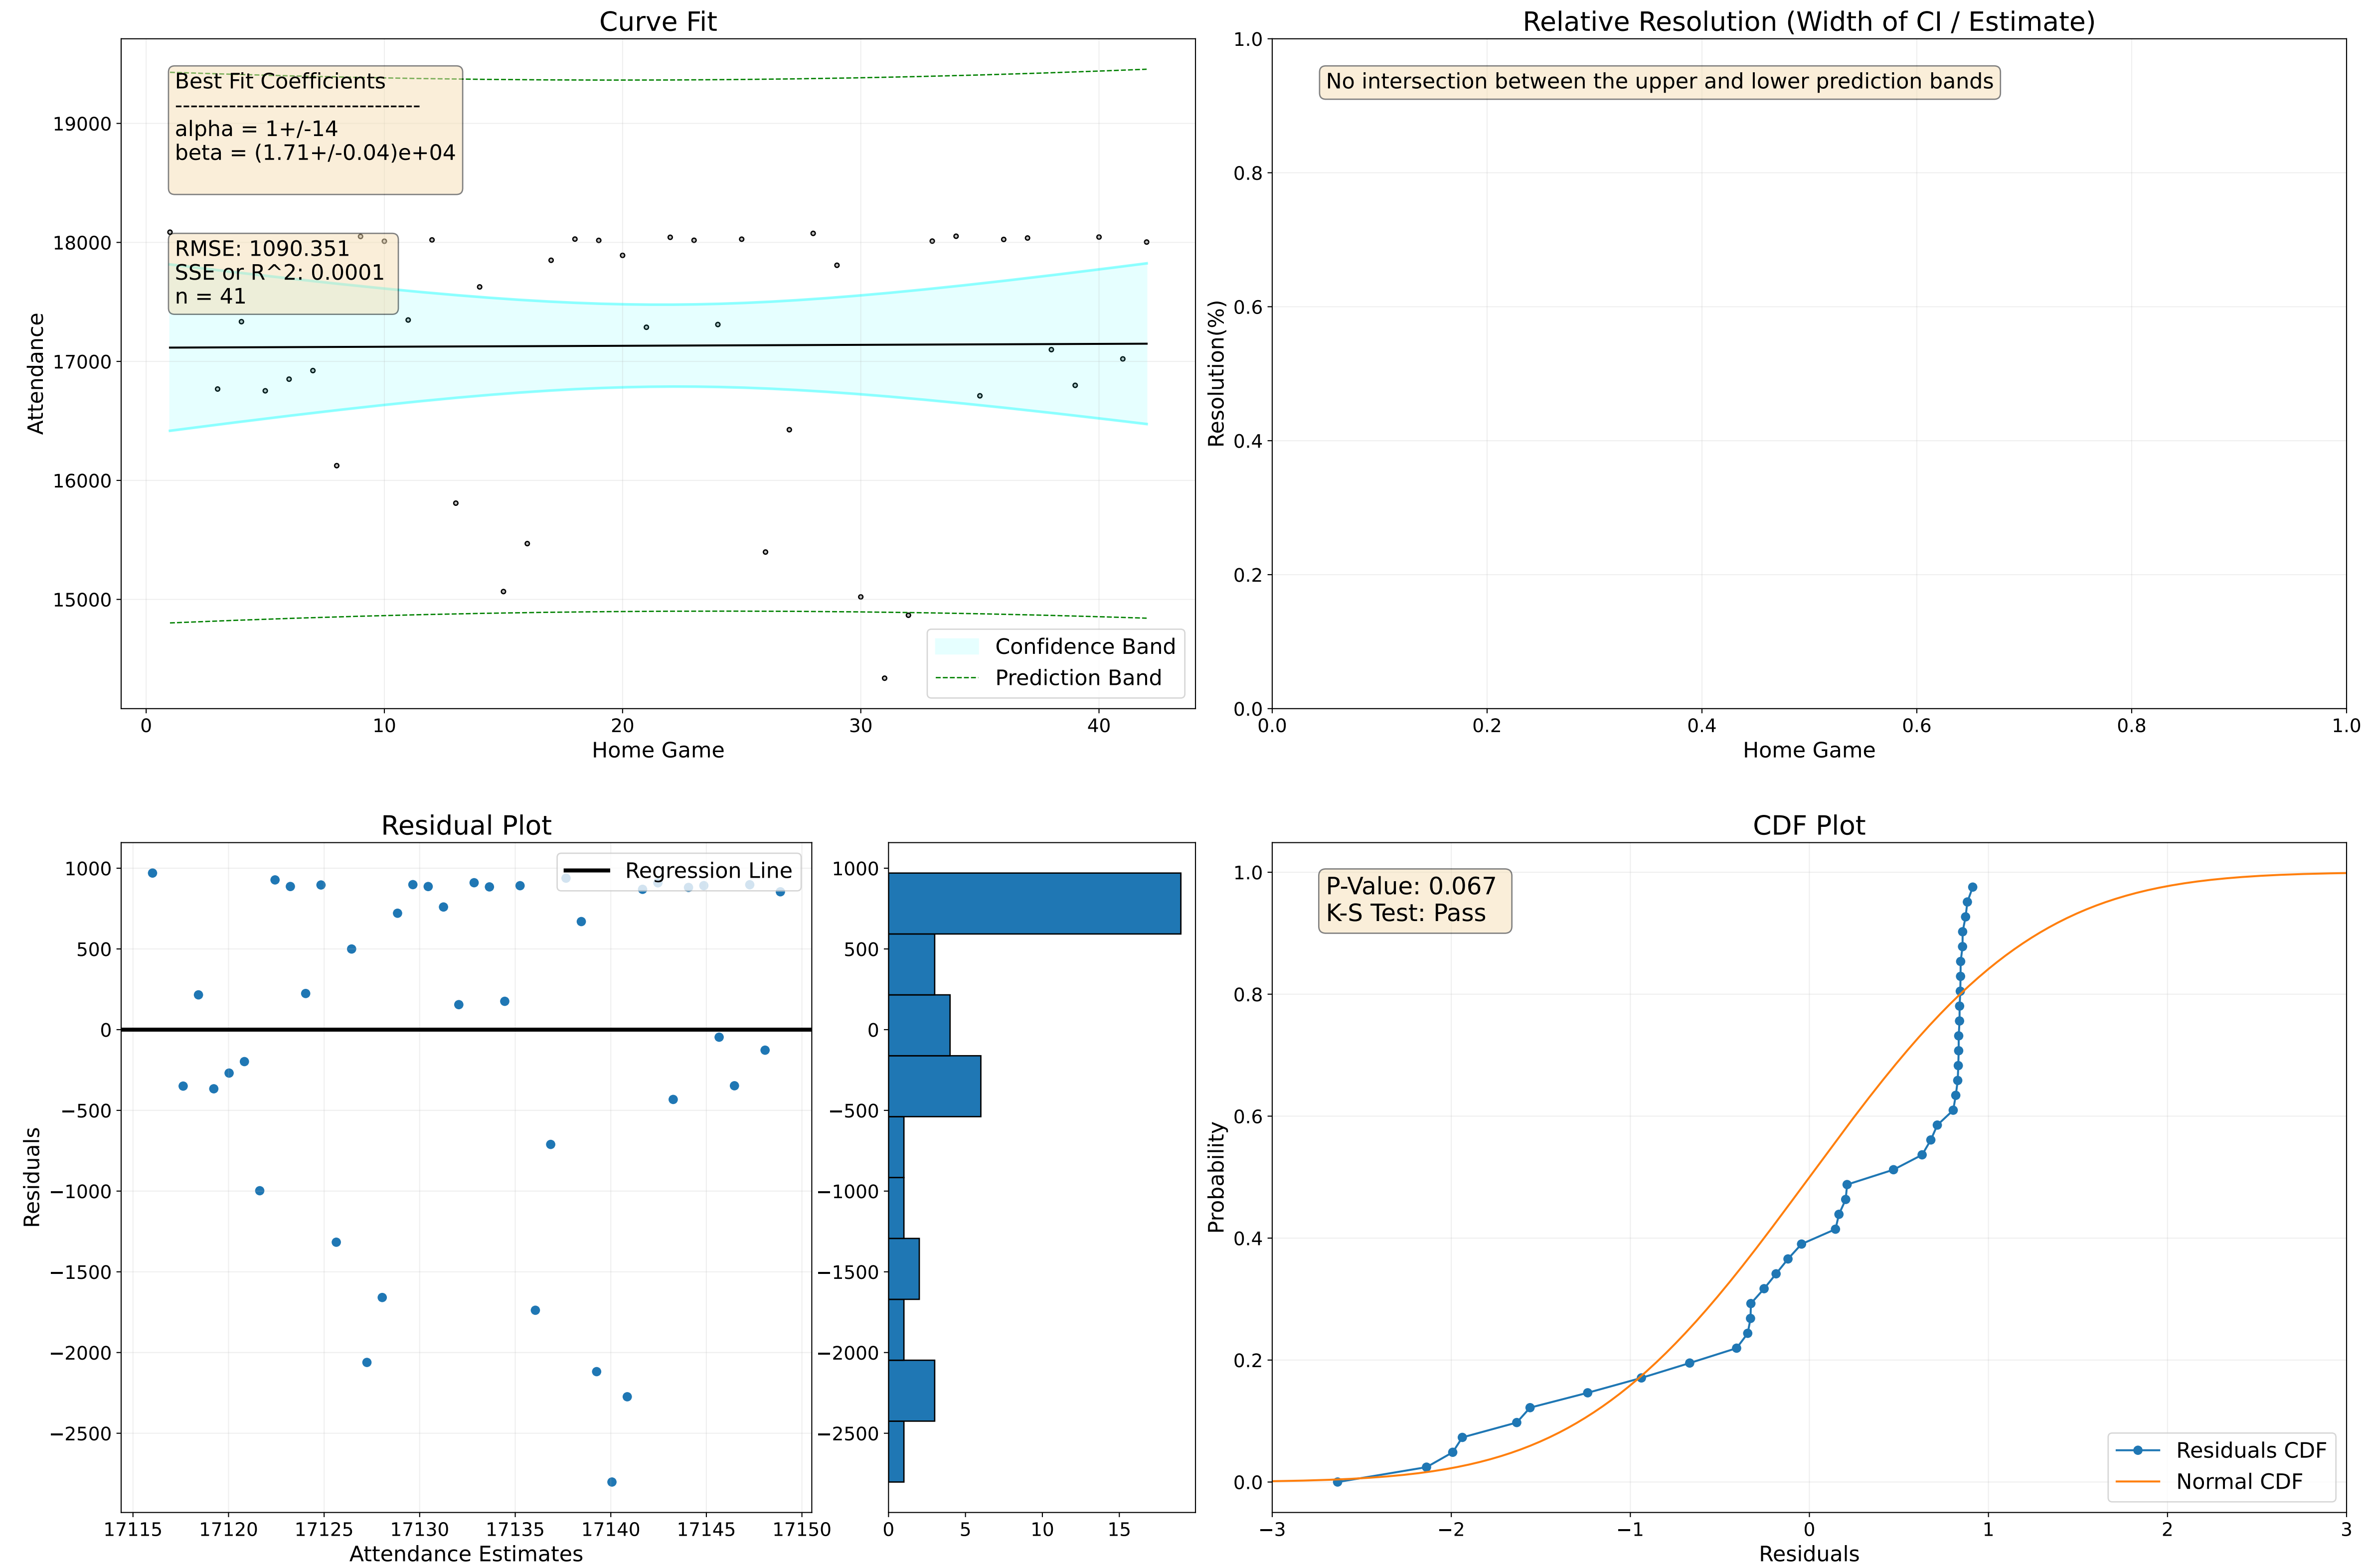 Curve Fit
Best Fit Coefficients
--------------------------------
alpha = 1+/-14
beta = (1.71+/-0.04)e+04
RMSE: 1090.351
SSE or R^2: 0.0001
n = 41
19000
18000
17000
16000
15000
Attendance
0 10 20 30 40
Home Game
Confidence Band
Prediction Band
Relative Resolution (Width of CI / Estimate)
No intersection between the upper and lower prediction bands
1.0
0.8
0.6
0.4
0.2
0.0
Resolution(%)
0.0 0.2 0.4 0.6 0.8 1.0
Home Game
Residual Plot
Regression Line
1000
500
0
−500
−1000
−1500
−2000
−2500
Residuals
17115 17120 17125 17130 17135 17140 17145 17150
Attendance Estimates
1000
500
0
−500
−1000
−1500
−2000
−2500
0 5 10 15
CDF Plot
P-Value: 0.067
K-S Test: Pass
1.0
0.8
0.6
0.4
0.2
0.0
Probability
−3 −2 −1 0 1 2 3
Residuals
Residuals CDF
Normal CDF